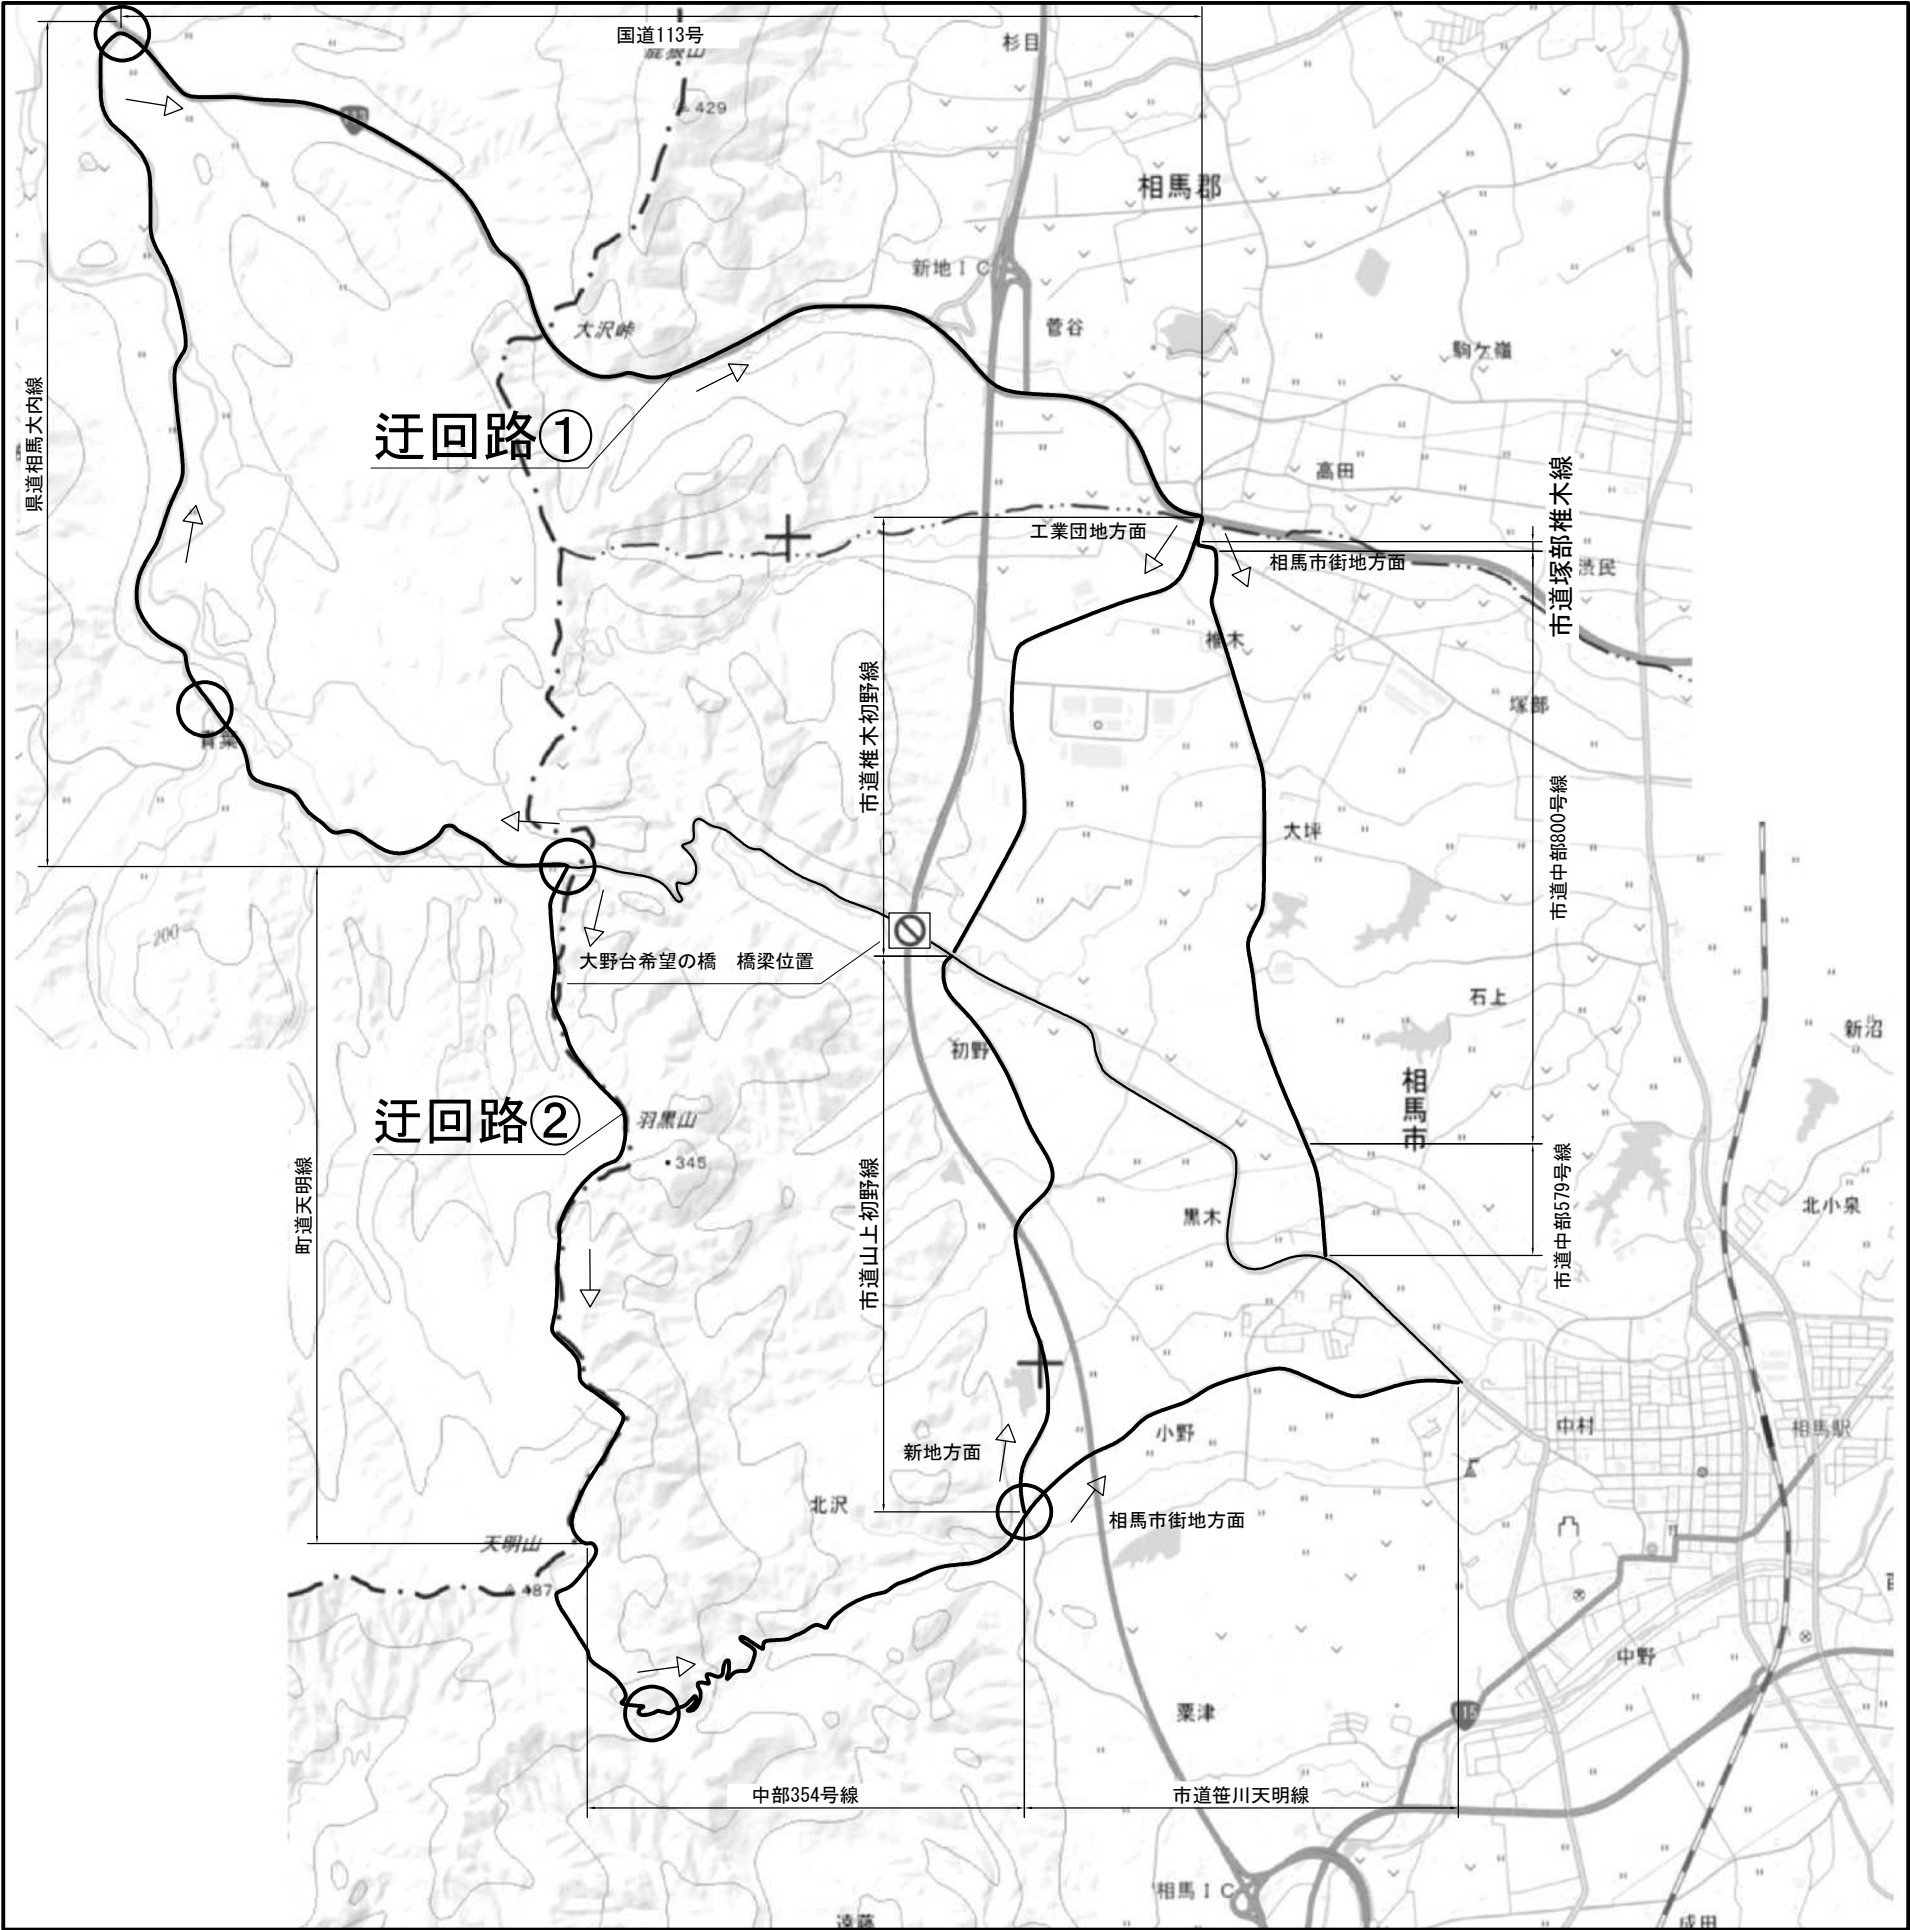 国道113号
鹿狼山
429
杉目
相馬郡
新地IC
菅谷
大沢峠
駒ケ嶺
県道相馬大内線
迂回路①
高田
工業団地方面
相馬市街地方面
市道塚部椎木線
渋民
椎木
市道椎木初野線
塚部
青葉
大坪
市道中部800号線
200
大野台希望の橋　橋梁位置
石上
新沼
初野
相馬市
迂回路②
羽黒山
345
町道天明線
市道山上初野線
黒木
北小泉
市道中部579号線
中村
相馬駅
小野
新地方面
北沢
相馬市街地方面
天明山
487
中野
粟津
115
中部354号線
市道笹川天明線
相馬IC
遠藤
成田